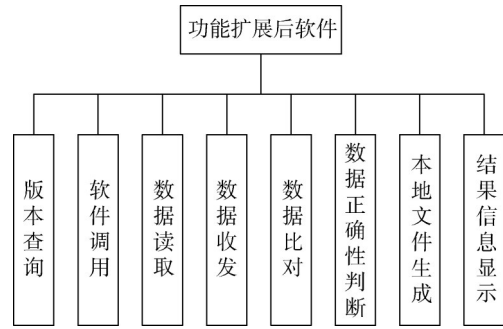 功能扩展后软件
版本查询
软件调用
数据读取
数据收发
数据比对
数据正确性判断
本地文件生成
结果信息显示